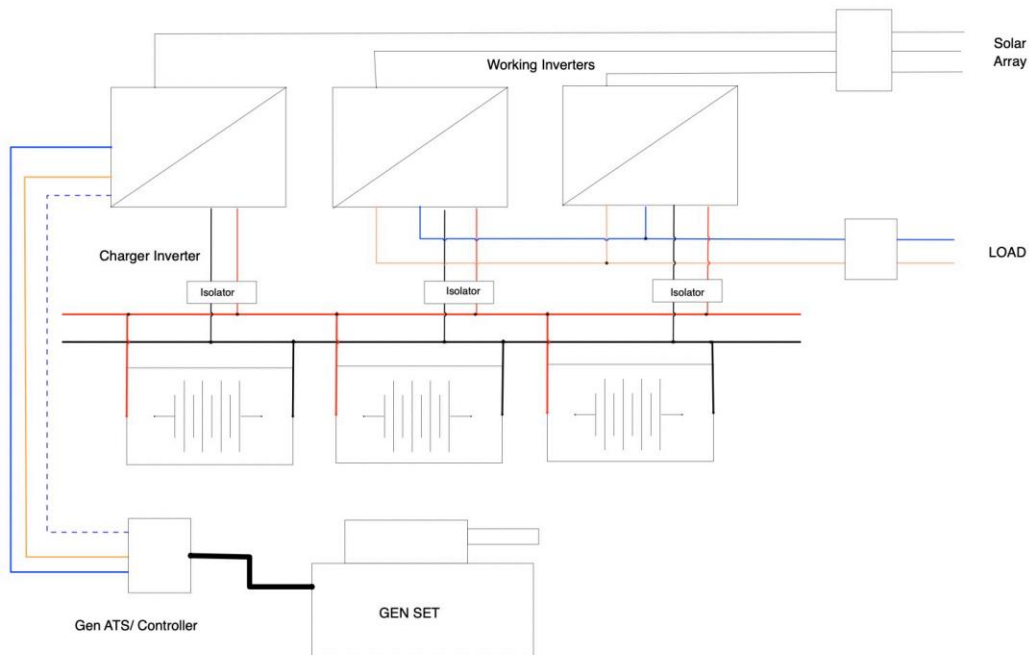 Solar
Array
Working Inverters
Charger Inverter
LOAD
Isolator
Isolator
Isolator
Gen ATS/ Controller
GEN SET